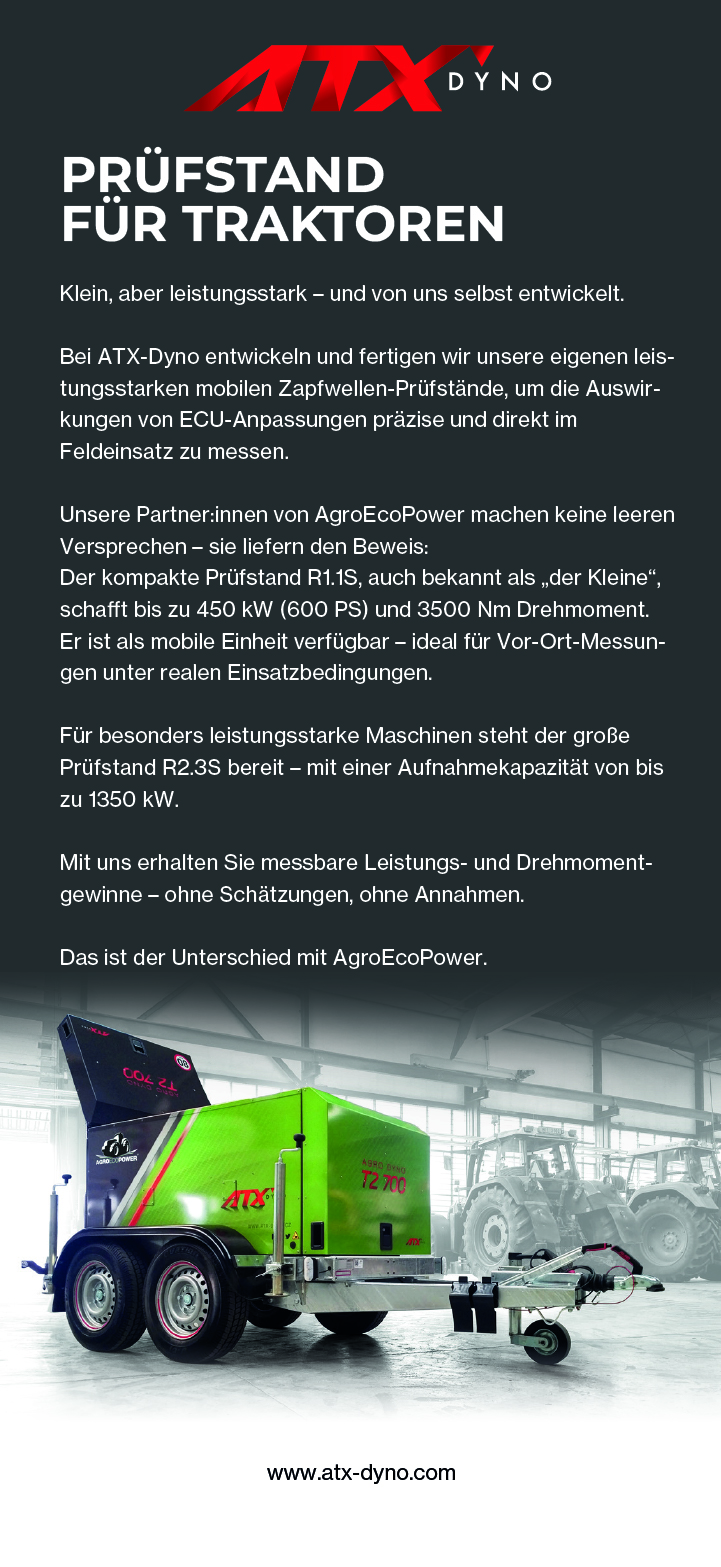 ATX DYNO
PRÜFSTAND
FÜR TRAKTOREN
Klein, aber leistungsstark – und von uns selbst entwickelt.
Bei ATX-Dyno entwickeln und fertigen wir unsere eigenen leis-
tungsstarken mobilen Zapfwellen-Prüfstände, um die Auswir-
kungen von ECU-Anpassungen präzise und direkt im
Feldeinsatz zu messen.
Unsere Partner:innen von AgroEcoPower machen keine leeren
Versprechen – sie liefern den Beweis:
Der kompakte Prüfstand R1.1S, auch bekannt als „der Kleine“,
schafft bis zu 450 kW (600 PS) und 3500 Nm Drehmoment.
Er ist als mobile Einheit verfügbar – ideal für Vor-Ort-Messun-
gen unter realen Einsatzbedingungen.
Für besonders leistungsstarke Maschinen steht der große
Prüfstand R2.3S bereit – mit einer Aufnahmekapazität von bis
zu 1350 kW.
Mit uns erhalten Sie messbare Leistungs- und Drehmoment-
gewinne – ohne Schätzungen, ohne Annahmen.
Das ist der Unterschied mit AgroEcoPower.
80
TZ 700
AGROECOPOWER
ATX
AGRO DYNO
TZ 700
ATX
www.atx-dyno.com